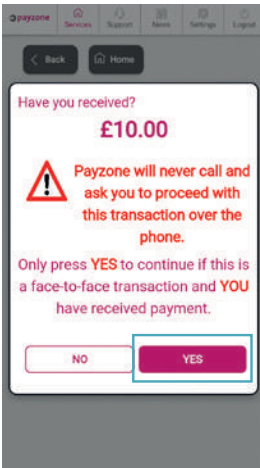 payzone Services Support News Settings Logout
Back Home
Have you received?
£10.00
Payzone will never call and
ask you to proceed with
this transaction over the
phone.
Only press YES to continue if this is
a face-to-face transaction and YOU
have received payment.
NO YES